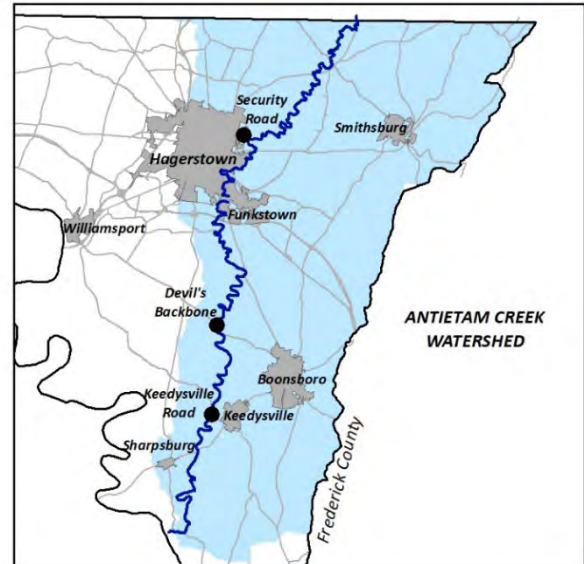 Security
Road
Smithsburg
Hagerstown
Funkstown
Williamsport
Devil's
Backbone
ANTIETAM CREEK
WATERSHED
Boonsboro
Keedysville
Road
Keedysville
Sharpsburg
Frederick County